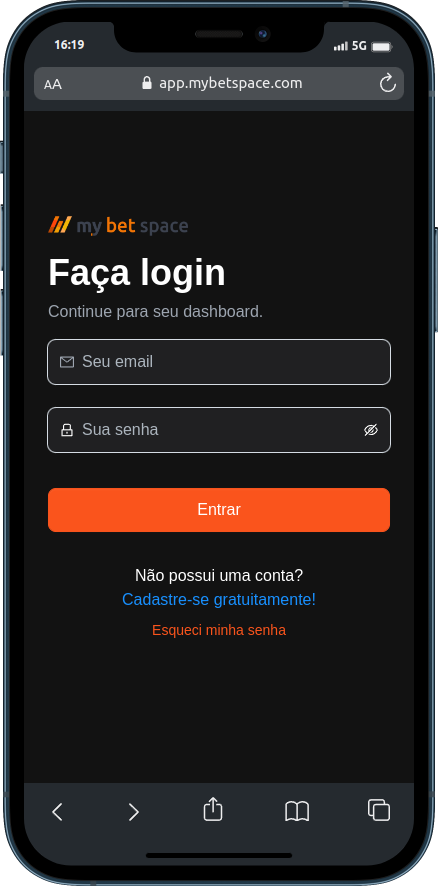 16:19
5G
AA
app.mybetspace.com
my bet space
Faça login
Continue para seu dashboard.
Seu email
Sua senha
Entrar
Não possui uma conta?
Cadastre-se gratuitamente!
Esqueci minha senha